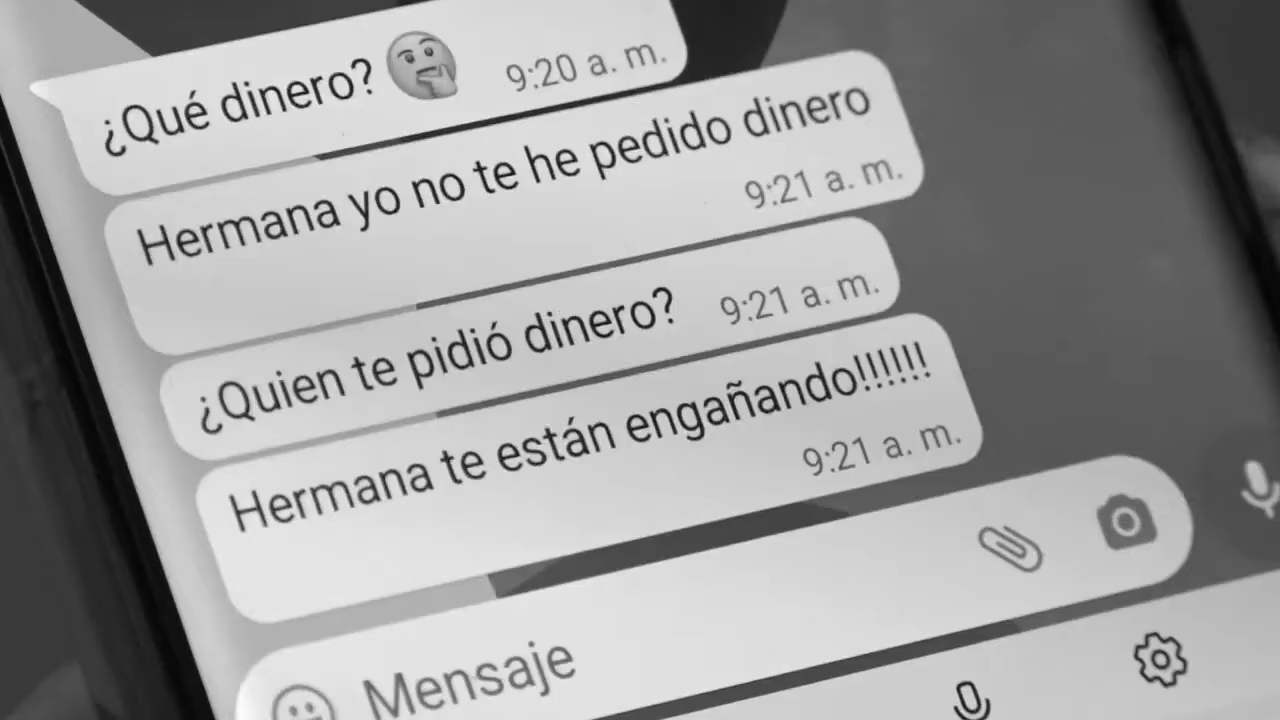 ¿Qué dinero? 🤔 9:20 a. m.
Hermana yo no te he pedido dinero
9:21 a. m.
¿Quien te pidió dinero? 9:21 a. m.
Hermana te están engañando!!!!!!
9:21 a. m.
Mensaje